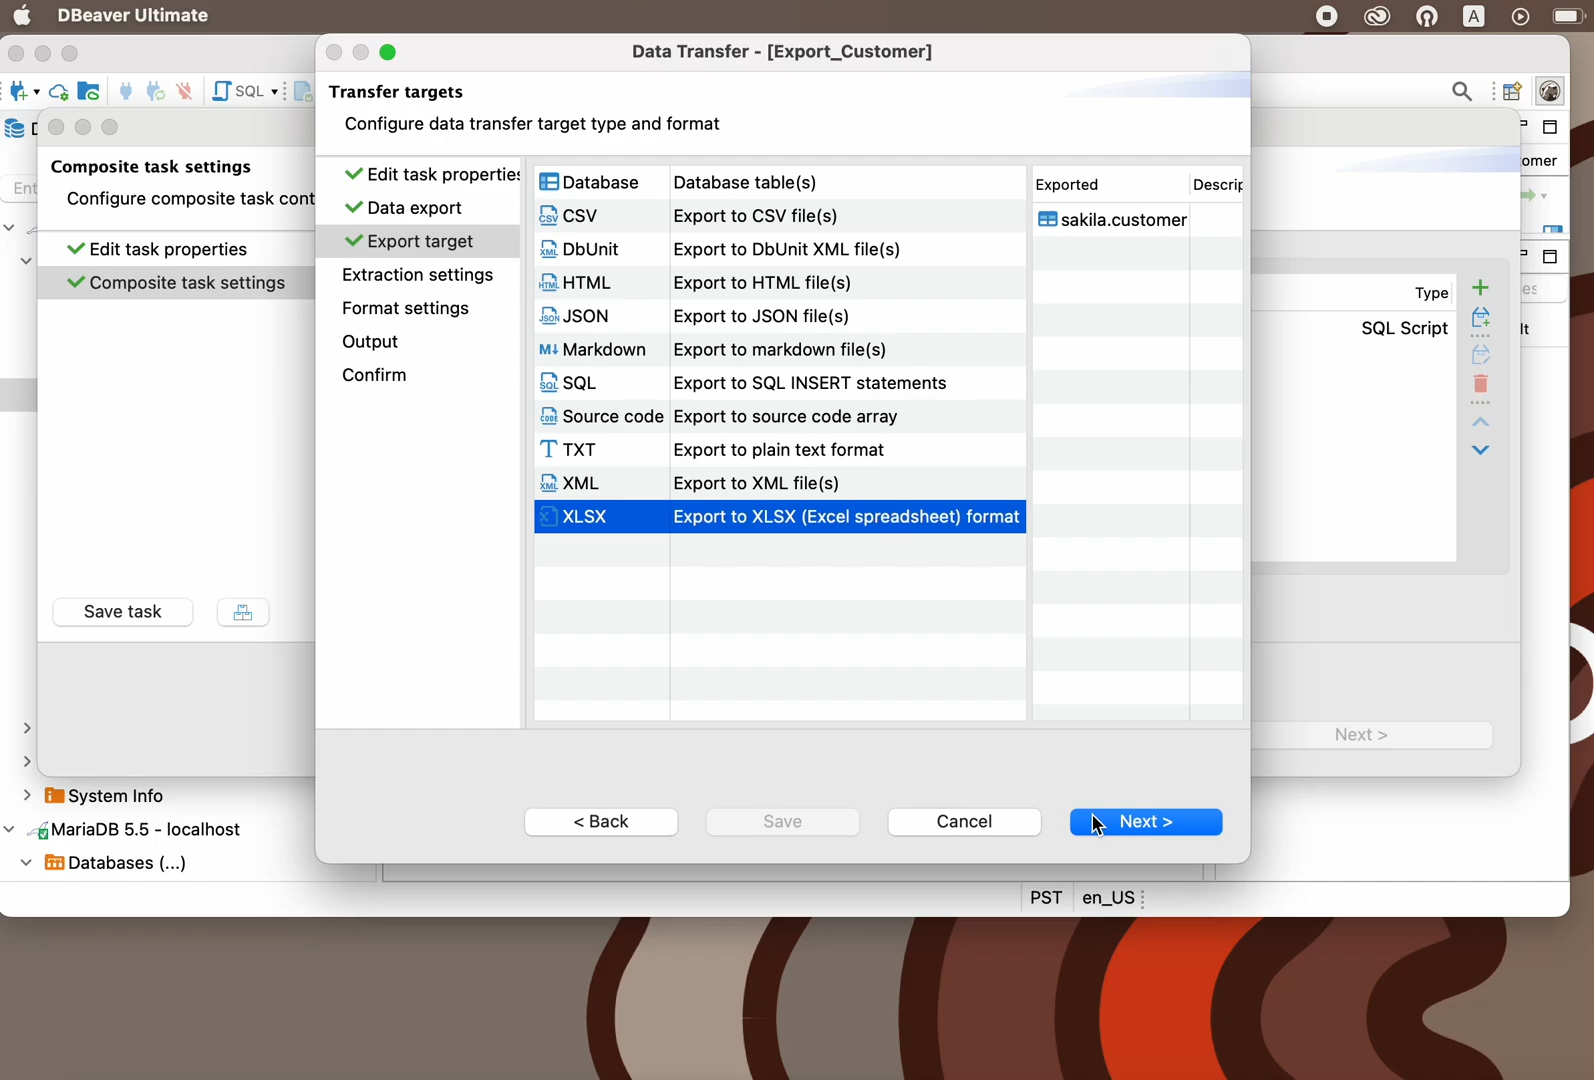 DBeaver Ultimate
A
Data Transfer - [Export_Customer]
SQL
Transfer targets
Configure data transfer target type and format
Composite task settings
Configure composite task cont
Edit task properties
Composite task settings
Save task
Edit task properties
Data export
Export target
Extraction settings
Format settings
Output
Confirm
Database Database table(s)
CSV Export to CSV file(s)
DbUnit Export to DbUnit XML file(s)
HTML Export to HTML file(s)
JSON Export to JSON file(s)
Markdown Export to markdown file(s)
SQL Export to SQL INSERT statements
Source code Export to source code array
TXT Export to plain text format
XML Export to XML file(s)
XLSX Export to XLSX (Excel spreadsheet) format
Exported Descrip
sakila.customer
omer
Type
SQL Script
es
lt
Ent
Next >
< Back
Save
Cancel
Next >
System Info
MariaDB 5.5 - localhost
Databases (...)
PST
en_US